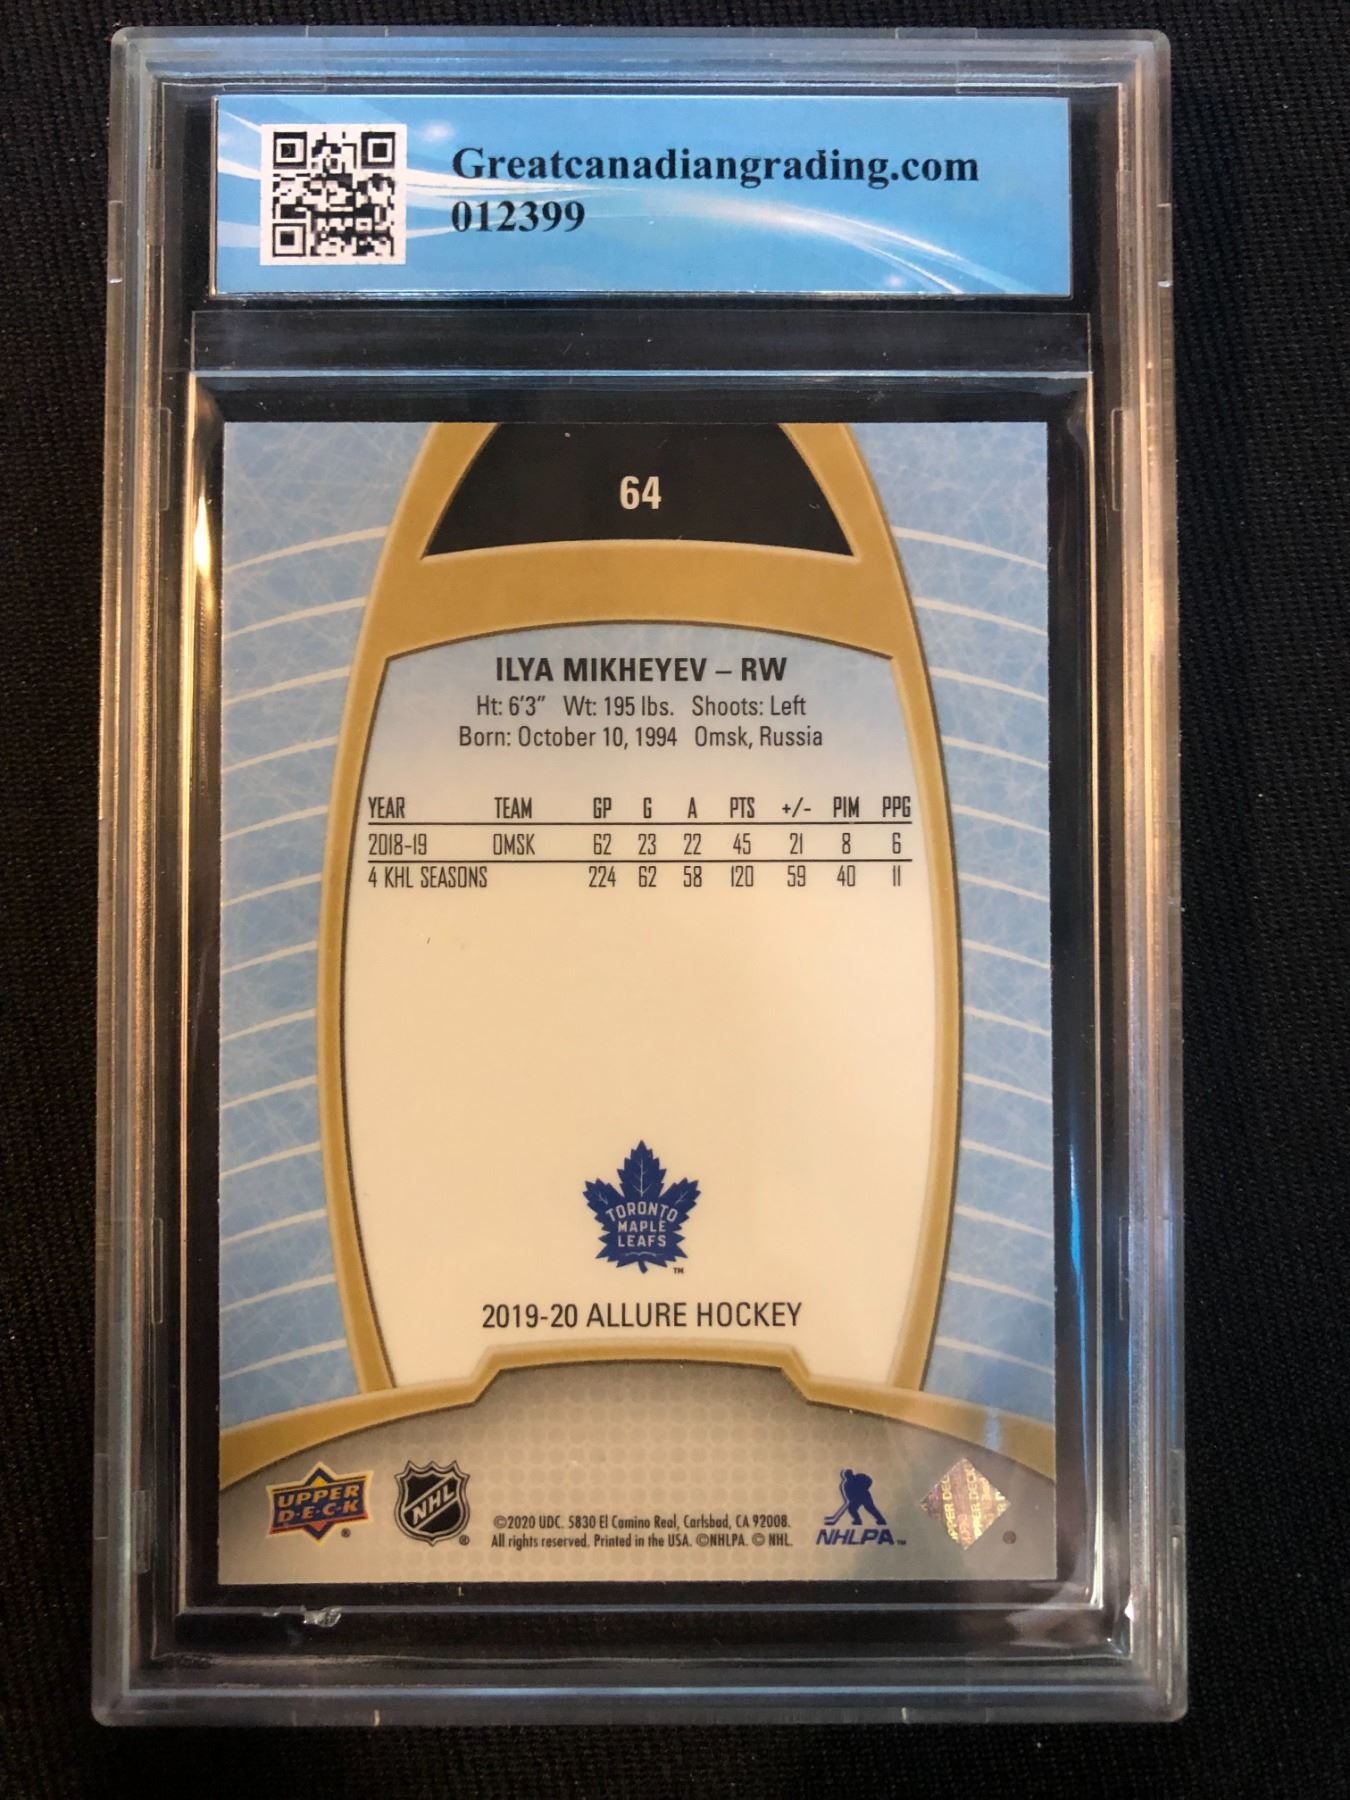 Greatcanadiangrading.com
012399
64
ILYA MIKHEYEV – RW
Ht: 6'3" Wt: 195 lbs. Shoots: Left
Born: October 10, 1994 Omsk, Russia
YEAR TEAM GP G A PTS +/- PIM PPG
2018-19 OMSK 62 23 22 45 21 8 6
4 KHL SEASONS 224 62 58 120 59 40 11
TORONTO
MAPLE
LEAFS
TM
2019-20 ALLURE HOCKEY
UPPER
D·E·C·K
®
NHL
®
©2020 UDC. 5830 El Camino Real, Carlsbad, CA 92008.
All rights reserved. Printed in the USA. ©NHLPA. © NHL.
NHLPA™
UPPER DECK